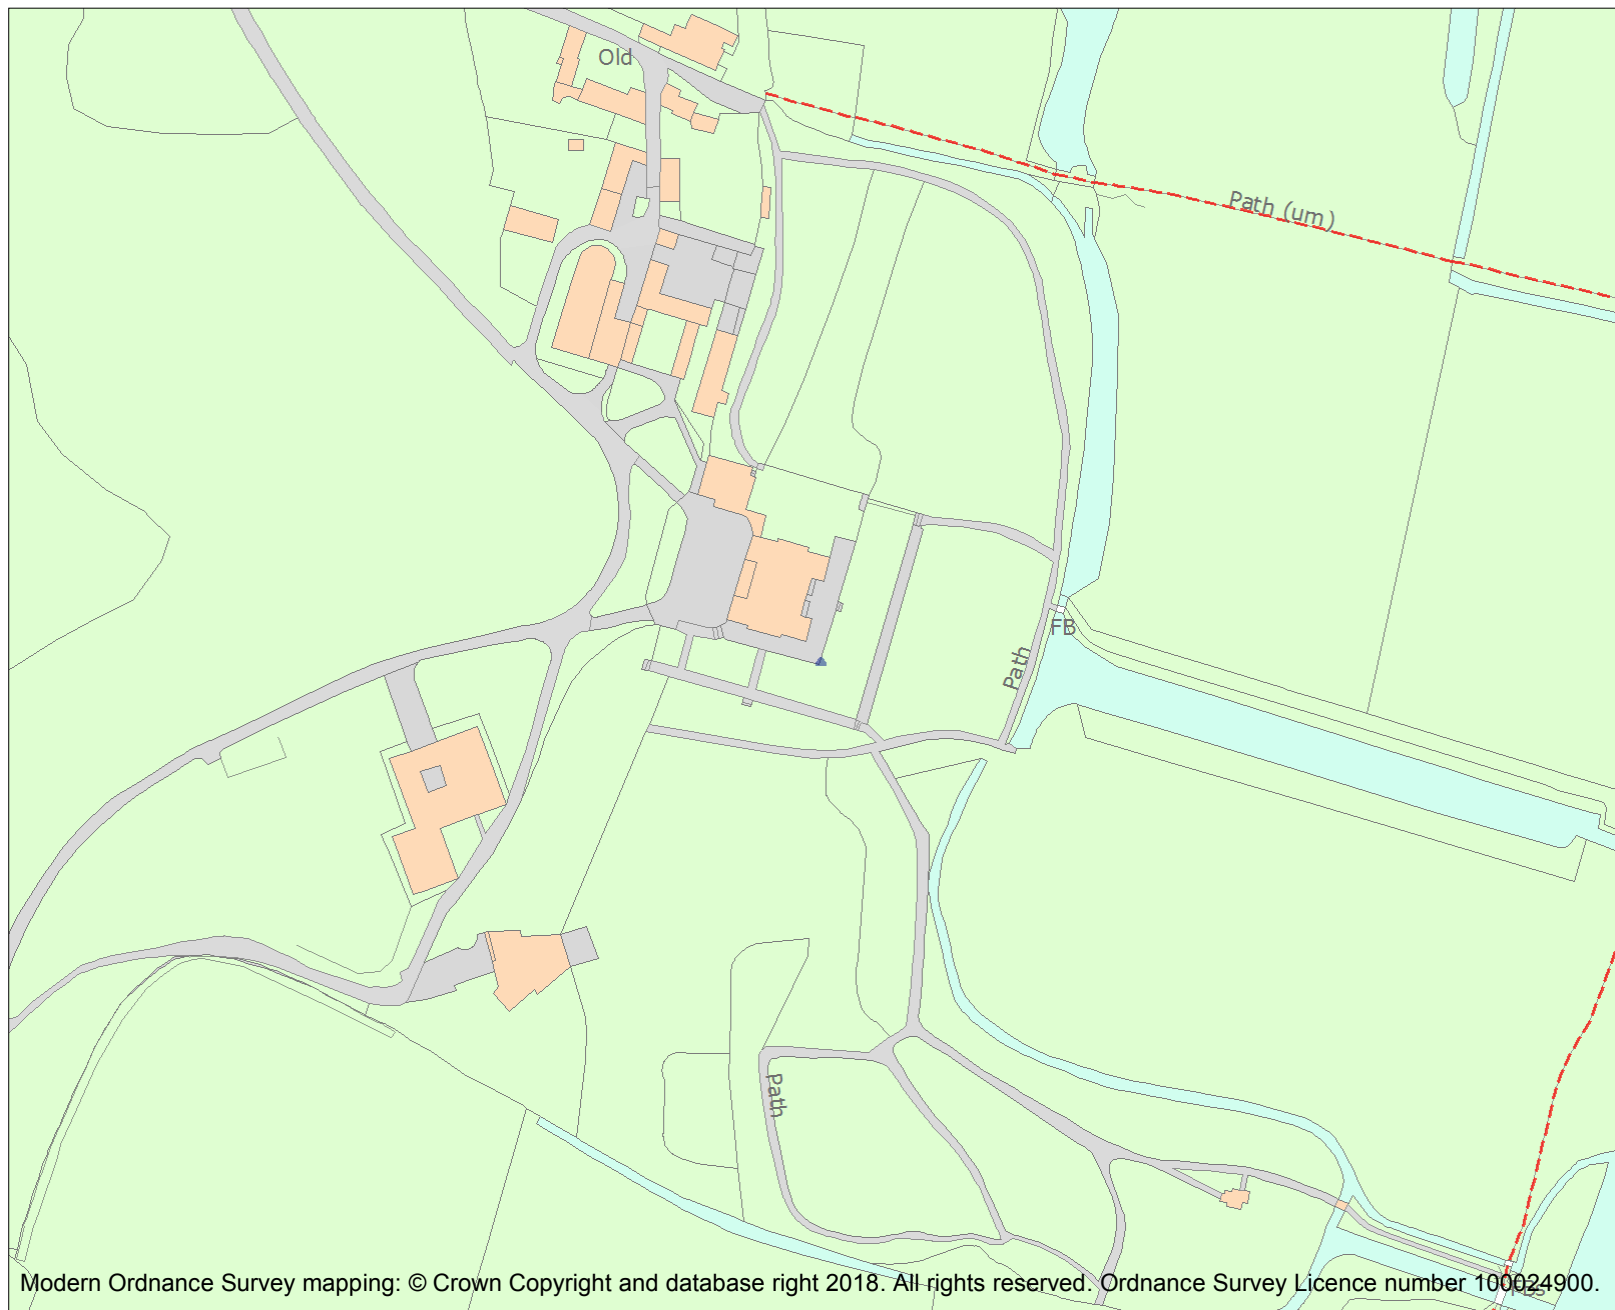 Old
Path (um)
FB
Path
Path
FBs
Modern Ordnance Survey mapping: © Crown Copyright and database right 2018. All rights reserved. Ordnance Survey Licence number 100024900.